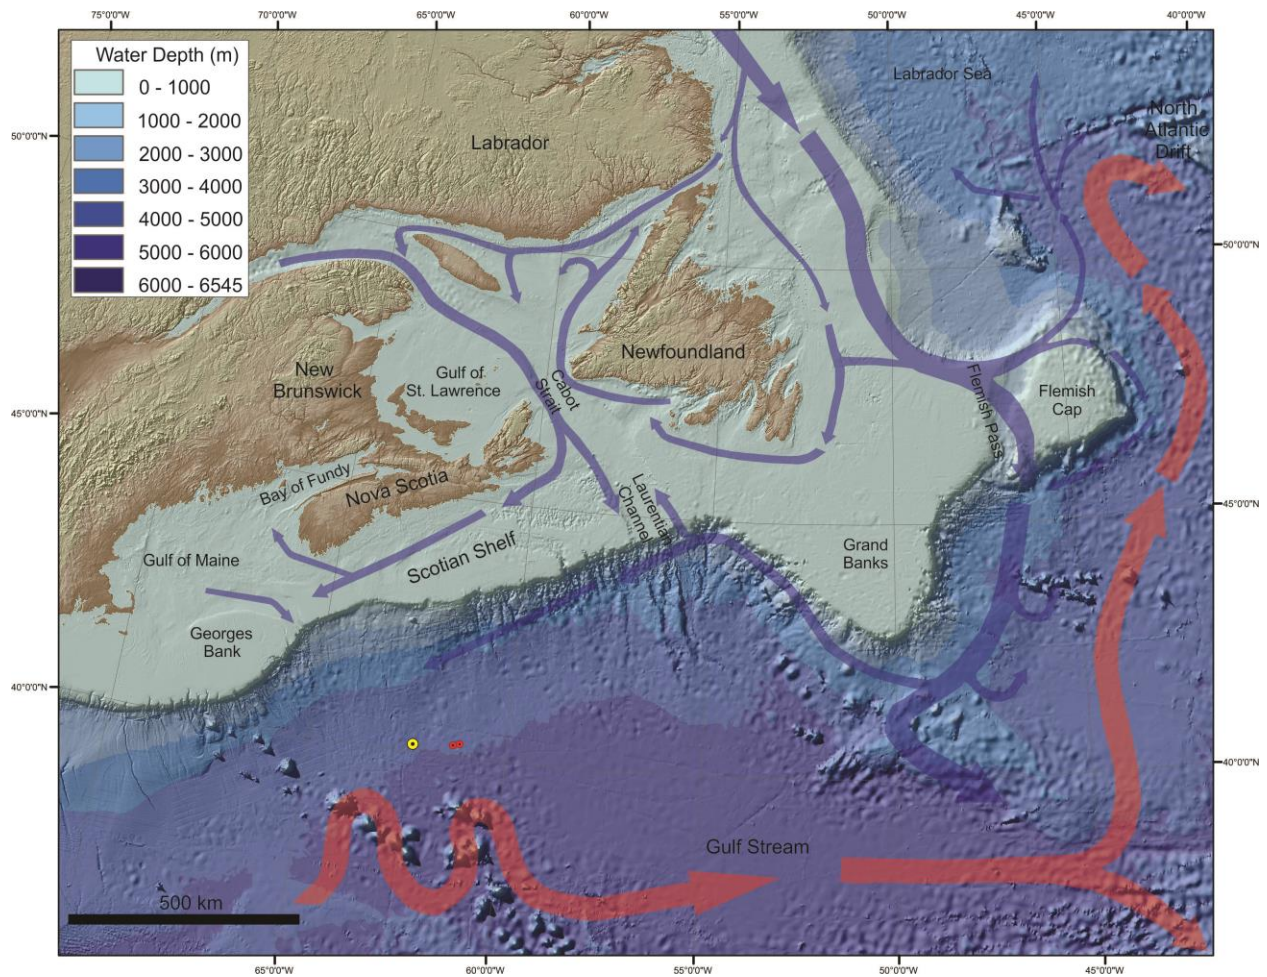 75°0'0"W 70°0'0"W 65°0'0"W 60°0'0"W 55°0'0"W 50°0'0"W 45°0'0"W 40°0'0"W
Water Depth (m)
0 - 1000
1000 - 2000
2000 - 3000
3000 - 4000
4000 - 5000
5000 - 6000
6000 - 6545
Labrador Sea
North
Atlantic
Drift
50°0'0"N
Labrador
50°0'0"N
Newfoundland
New
Brunswick
Gulf of
St. Lawrence
Cabot
Strait
Flemish Pass
Flemish
Cap
45°0'0"N
Bay of Fundy
Nova Scotia
Laurentian
Channel
45°0'0"N
Gulf of Maine
Scotian Shelf
Grand
Banks
Georges
Bank
40°0'0"N
40°0'0"N
Gulf Stream
500 km
65°0'0"W 60°0'0"W 55°0'0"W 50°0'0"W 45°0'0"W